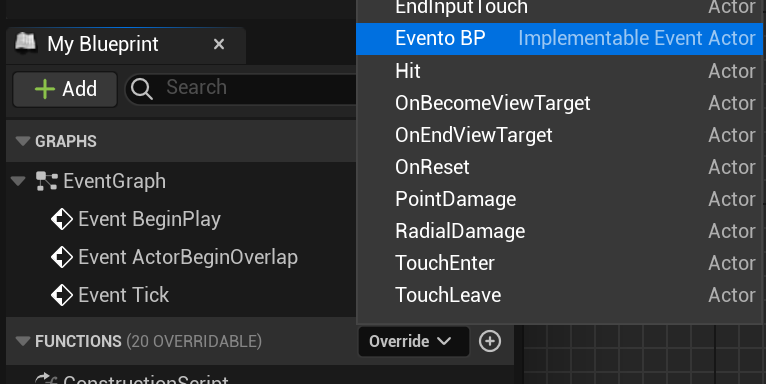 EndInputTouch Actor
My Blueprint
Evento BP Implementable Event Actor
Add
Search
Hit Actor
OnBecomeViewTarget Actor
OnEndViewTarget Actor
OnReset Actor
PointDamage Actor
RadialDamage Actor
TouchEnter Actor
TouchLeave Actor
GRAPHS
EventGraph
Event BeginPlay
Event ActorBeginOverlap
Event Tick
FUNCTIONS (20 OVERRIDABLE)
Override
ConstructionScript